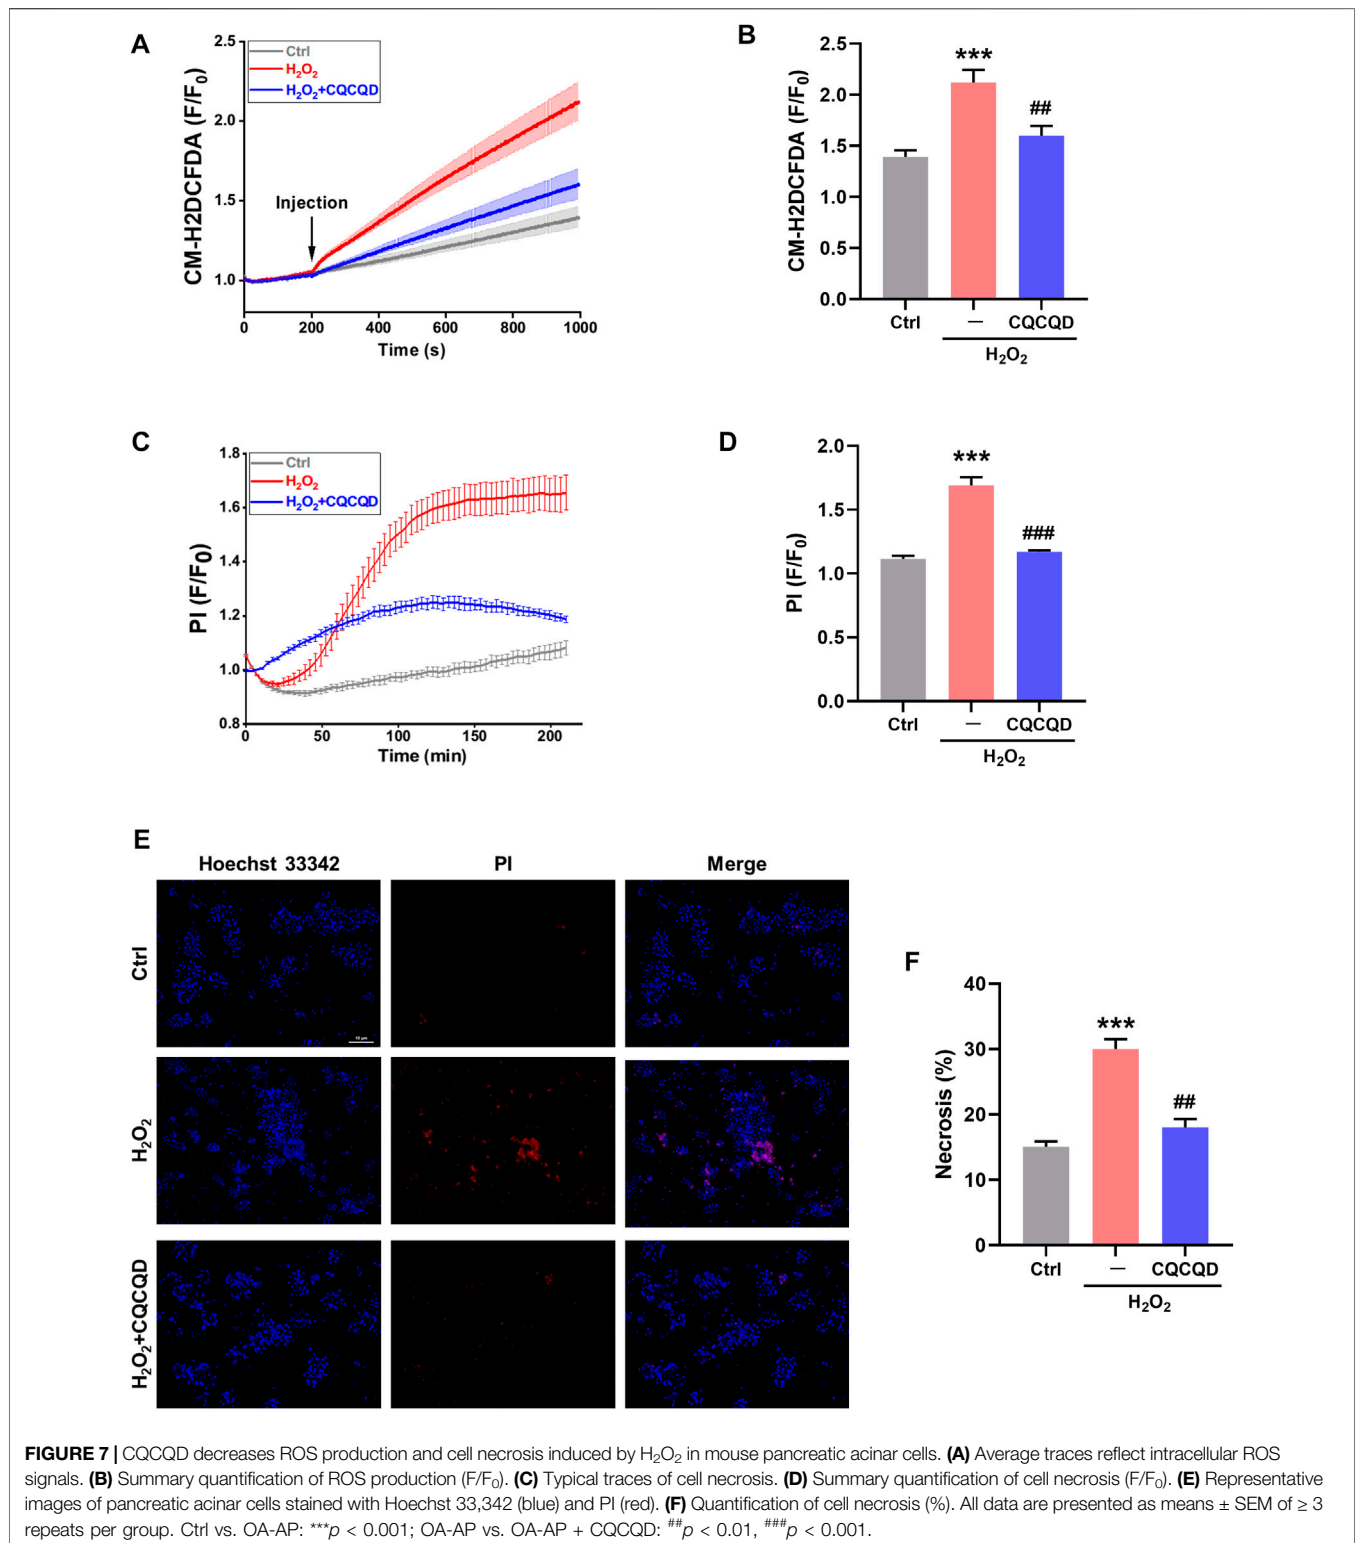 A
Ctrl
H₂O₂
H₂O₂+CQCQD
CM-H2DCFDA (F/F₀)
2.5
2.0
1.5
1.0
Injection
0
200
400
600
800
1000
Time (s)
B
CM-H2DCFDA (F/F₀)
2.5
2.0
1.5
1.0
0.5
0.0
***
##
Ctrl
—
CQCQD
H₂O₂
C
Ctrl
H₂O₂
H₂O₂+CQCQD
PI (F/F₀)
1.8
1.6
1.4
1.2
1.0
0.8
0
50
100
150
200
Time (min)
D
PI (F/F₀)
2.0
1.5
1.0
0.5
0.0
***
###
Ctrl
—
CQCQD
H₂O₂
E
Hoechst 33342
PI
Merge
Ctrl
H₂O₂
H₂O₂+CQCQD
F
Necrosis (%)
40
30
20
10
0
***
##
Ctrl
—
CQCQD
H₂O₂
FIGURE 7 | CQCQD decreases ROS production and cell necrosis induced by H₂O₂ in mouse pancreatic acinar cells. (A) Average traces reflect intracellular ROS
signals. (B) Summary quantification of ROS production (F/F₀). (C) Typical traces of cell necrosis. (D) Summary quantification of cell necrosis (F/F₀). (E) Representative
images of pancreatic acinar cells stained with Hoechst 33,342 (blue) and PI (red). (F) Quantification of cell necrosis (%). All data are presented as means ± SEM of ≥ 3
repeats per group. Ctrl vs. OA-AP: ***p < 0.001; OA-AP vs. OA-AP + CQCQD: ##p < 0.01, ###p < 0.001.